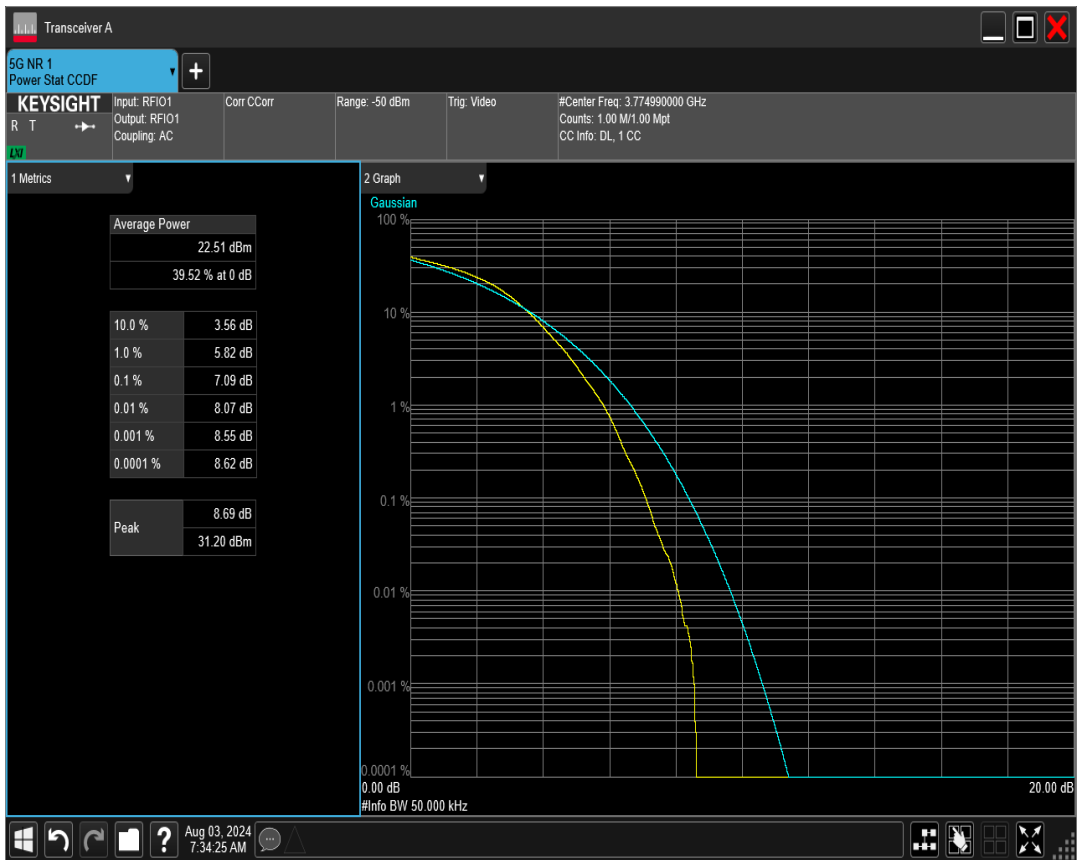 Transceiver A
5G NR 1
Power Stat CCDF
KEYSIGHT
R T
LXI
Input: RFIO1
Output: RFIO1
Coupling: AC
Corr CCorr
Range: -50 dBm
Trig: Video
#Center Freq: 3.774990000 GHz
Counts: 1.00 M/1.00 Mpt
CC Info: DL, 1 CC
1 Metrics
Average Power
22.51 dBm
39.52 % at 0 dB
10.0 % 3.56 dB
1.0 % 5.82 dB
0.1 % 7.09 dB
0.01 % 8.07 dB
0.001 % 8.55 dB
0.0001 % 8.62 dB
Peak
8.69 dB
31.20 dBm
2 Graph
Gaussian
100 %
10 %
1 %
0.1 %
0.01 %
0.001 %
0.0001 %
0.00 dB 20.00 dB
#Info BW 50.000 kHz
?
Aug 03, 2024
7:34:25 AM